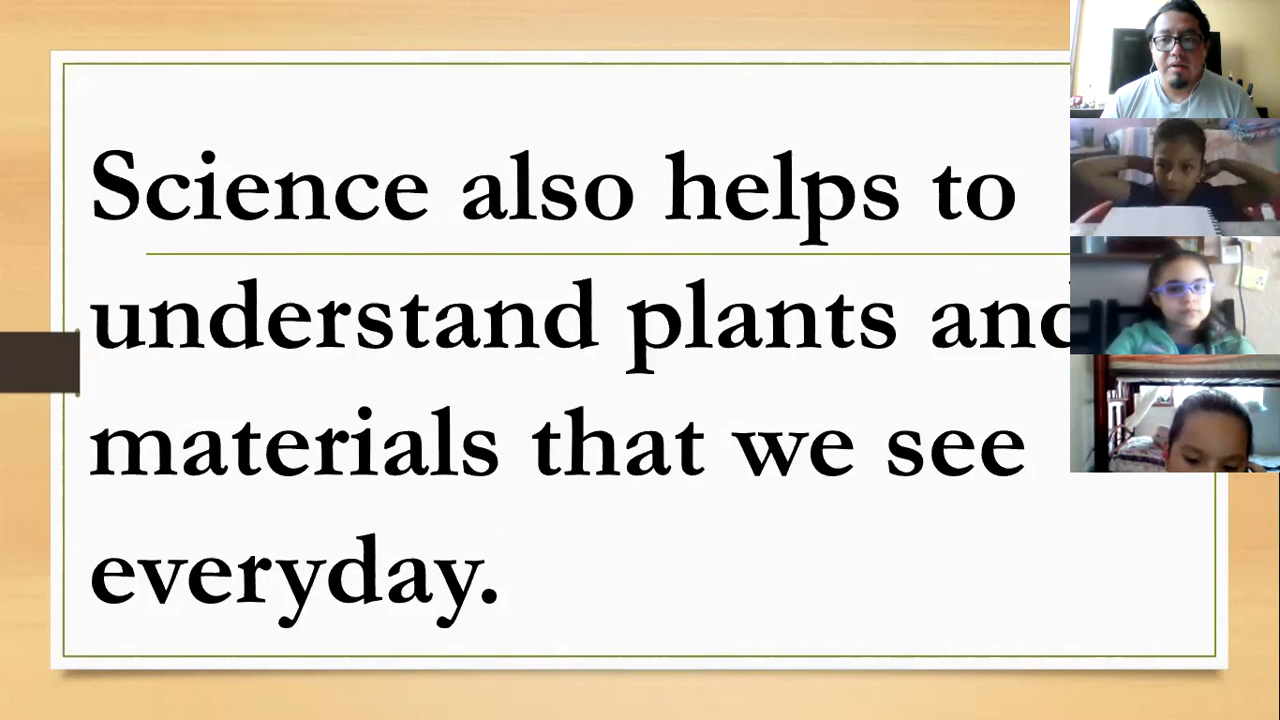 Science also helps to
understand plants and
materials that we see
everyday.